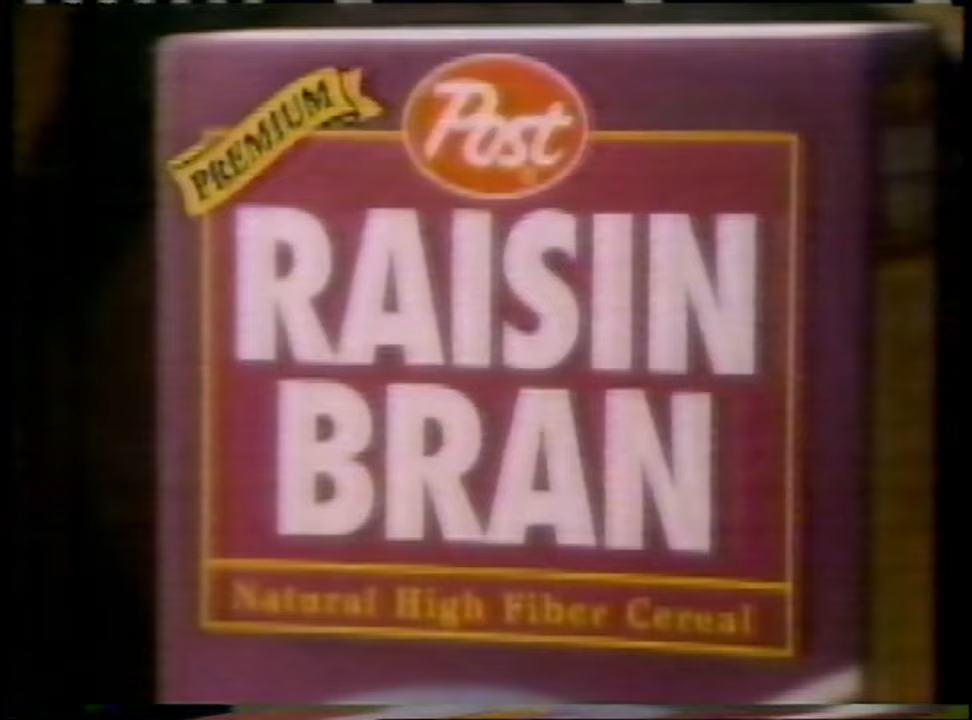 PREMIUM
Post
RAISIN
BRAN
Natural High Fiber Cereal